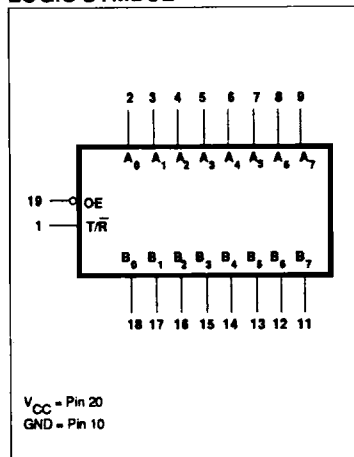 LOGIC SYMBOL
2 3 4 5 6 7 8 9
A₀ A₁ A₂ A₃ A₄ A₅ A₆ A₇
19 OE
1 T/R̅
B₀ B₁ B₂ B₃ B₄ B₅ B₆ B₇
18 17 16 15 14 13 12 11
V_CC = Pin 20
GND = Pin 10